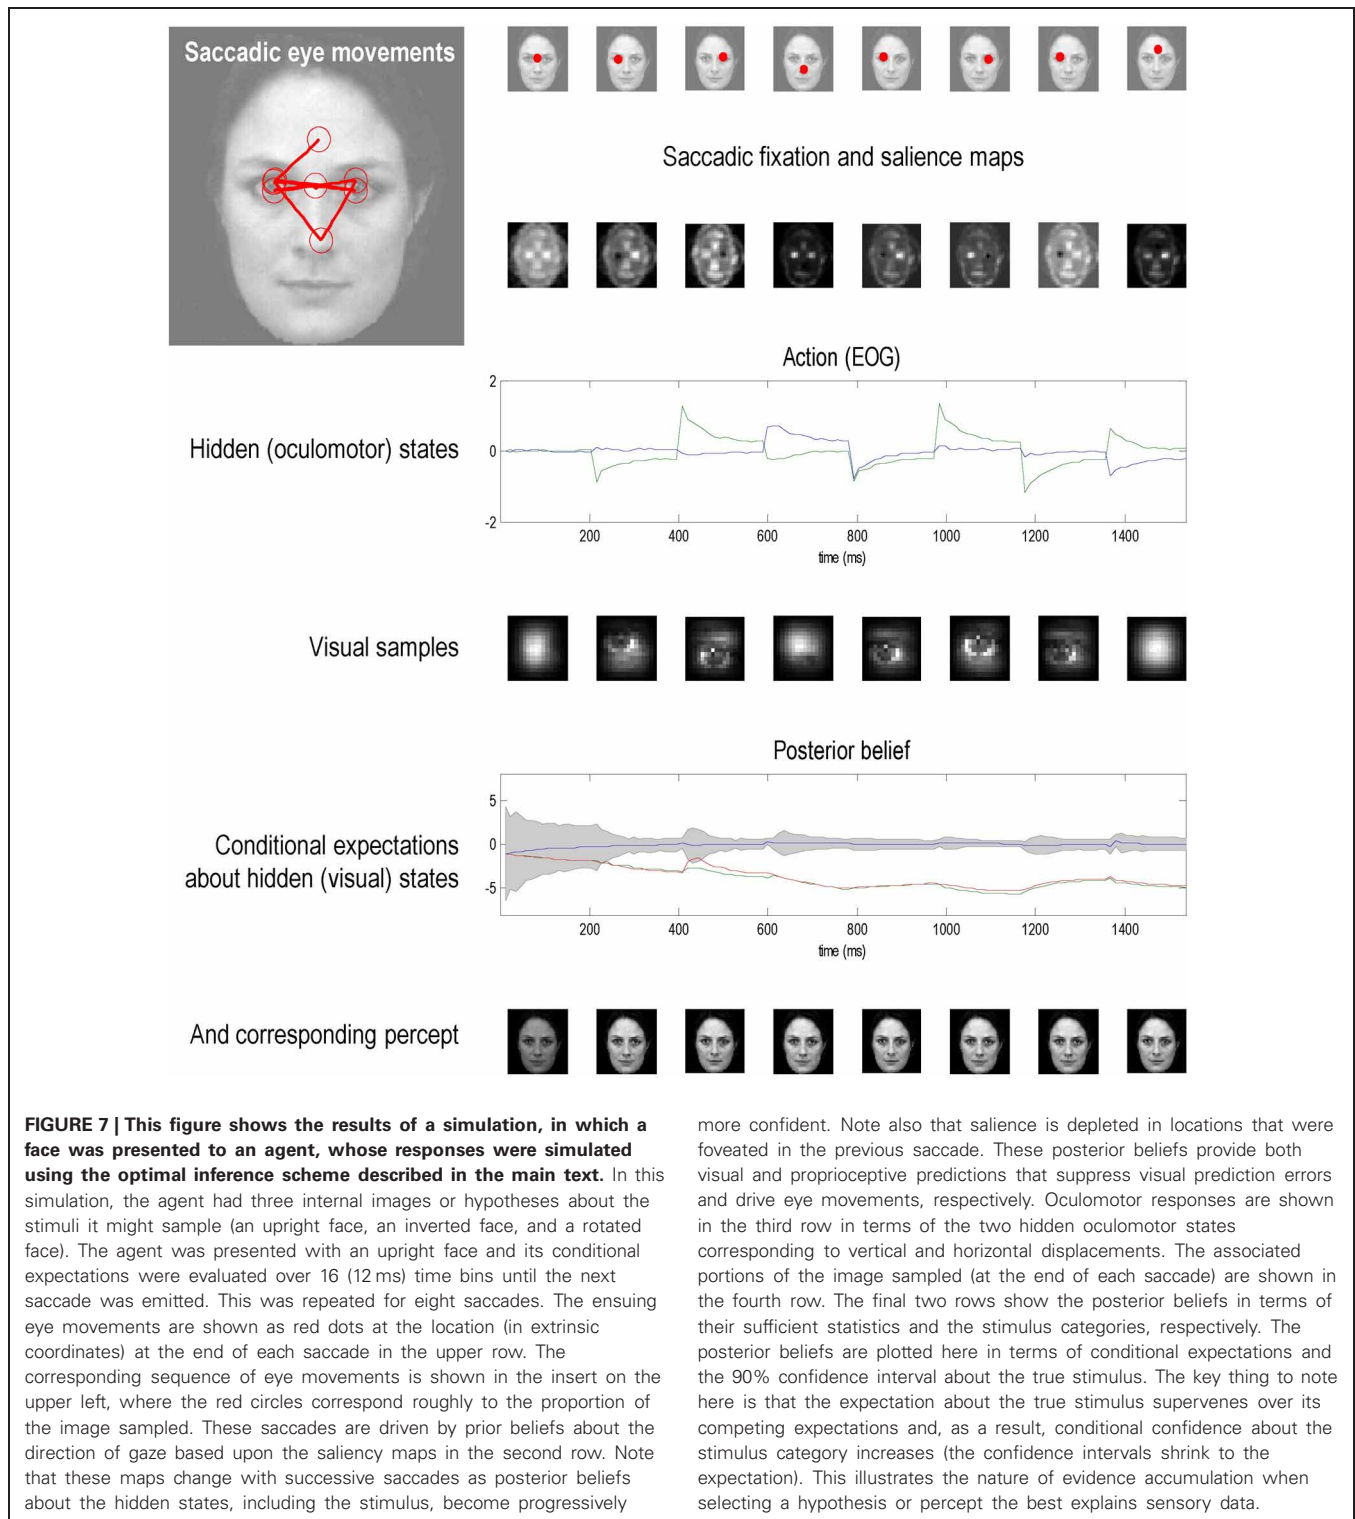 Saccadic eye movements
Saccadic fixation and salience maps
Action (EOG)
2
0
-2
Hidden (oculomotor) states
200 400 600 800 1000 1200 1400
time (ms)
Visual samples
Posterior belief
5
0
-5
Conditional expectations
about hidden (visual) states
200 400 600 800 1000 1200 1400
time (ms)
And corresponding percept
FIGURE 7 | This figure shows the results of a simulation, in which a
face was presented to an agent, whose responses were simulated
using the optimal inference scheme described in the main text. In this
simulation, the agent had three internal images or hypotheses about the
stimuli it might sample (an upright face, an inverted face, and a rotated
face). The agent was presented with an upright face and its conditional
expectations were evaluated over 16 (12 ms) time bins until the next
saccade was emitted. This was repeated for eight saccades. The ensuing
eye movements are shown as red dots at the location (in extrinsic
coordinates) at the end of each saccade in the upper row. The
corresponding sequence of eye movements is shown in the insert on the
upper left, where the red circles correspond roughly to the proportion of
the image sampled. These saccades are driven by prior beliefs about the
direction of gaze based upon the saliency maps in the second row. Note
that these maps change with successive saccades as posterior beliefs
about the hidden states, including the stimulus, become progressively
more confident. Note also that salience is depleted in locations that were
foveated in the previous saccade. These posterior beliefs provide both
visual and proprioceptive predictions that suppress visual prediction errors
and drive eye movements, respectively. Oculomotor responses are shown
in the third row in terms of the two hidden oculomotor states
corresponding to vertical and horizontal displacements. The associated
portions of the image sampled (at the end of each saccade) are shown in
the fourth row. The final two rows show the posterior beliefs in terms of
their sufficient statistics and the stimulus categories, respectively. The
posterior beliefs are plotted here in terms of conditional expectations and
the 90% confidence interval about the true stimulus. The key thing to note
here is that the expectation about the true stimulus supervenes over its
competing expectations and, as a result, conditional confidence about the
stimulus category increases (the confidence intervals shrink to the
expectation). This illustrates the nature of evidence accumulation when
selecting a hypothesis or percept the best explains sensory data.